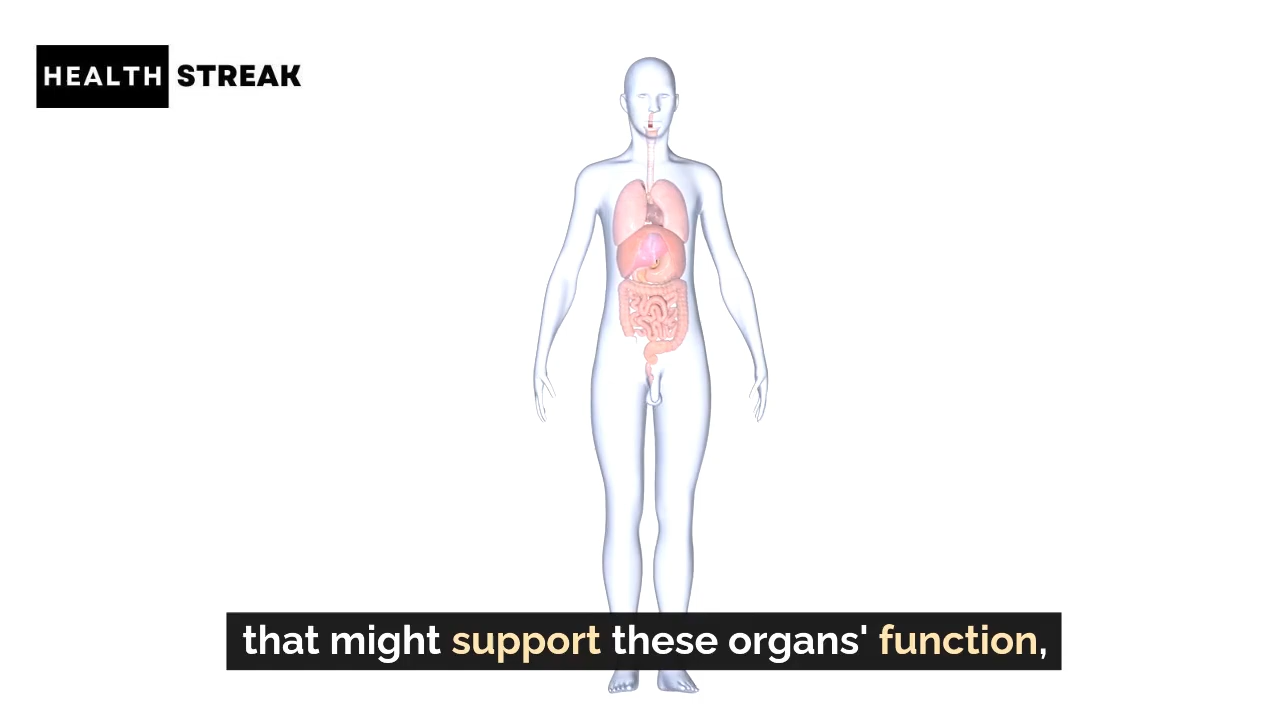 HEALTH STREAK
that might support these organs' function,